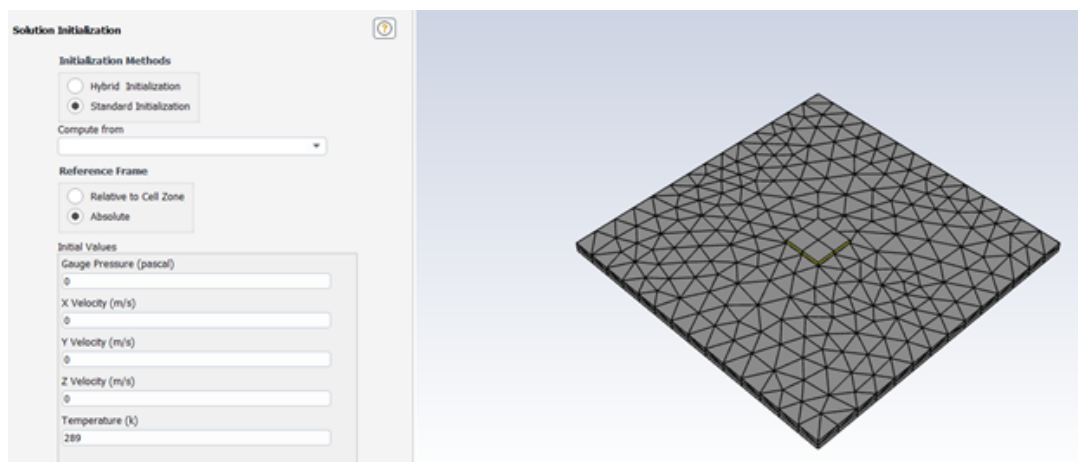 Solution Initialization
?
Initialization Methods
Hybrid Initialization
Standard Initialization
Compute from
Reference Frame
Relative to Cell Zone
Absolute
Initial Values
Gauge Pressure (pascal)
0
X Velocity (m/s)
0
Y Velocity (m/s)
0
Z Velocity (m/s)
0
Temperature (k)
289